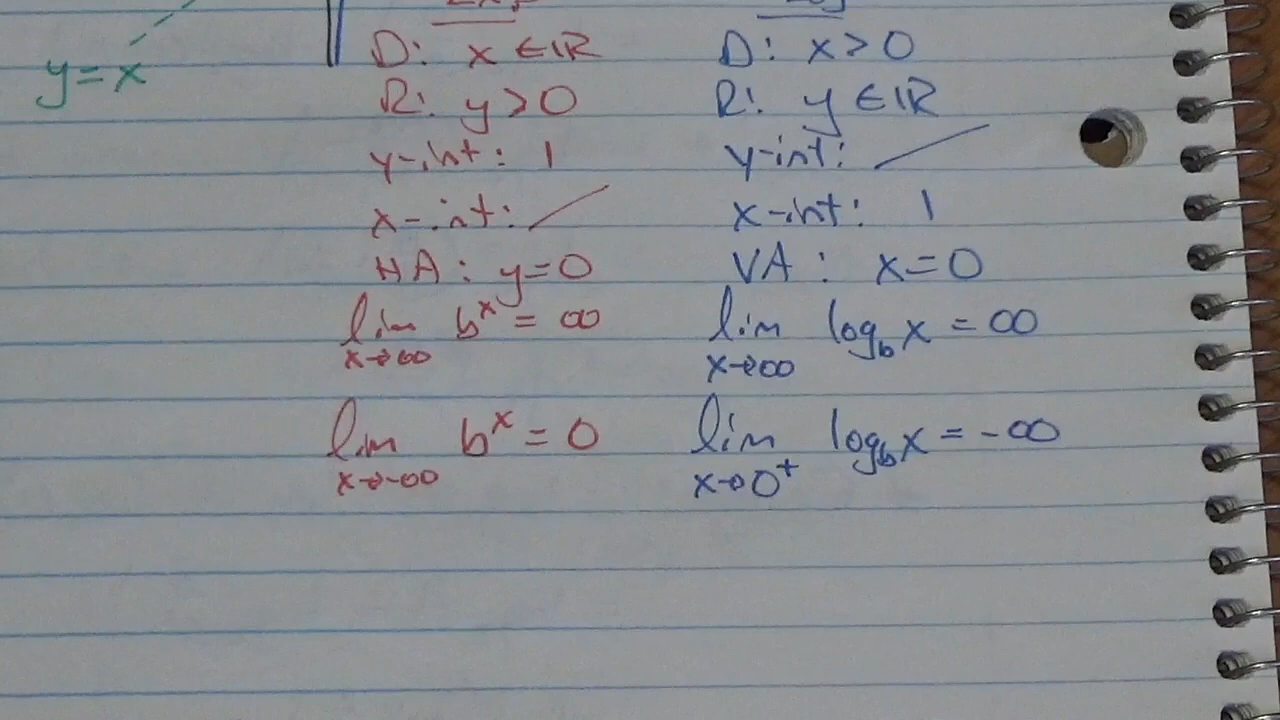 y=x
D: x ∈ ℝ
R: y > 0
y-int: 1
x-int: ⟋
HA: y=0
lim b^x = ∞
x→∞
lim b^x = 0
x→-∞
D: x > 0
R: y ∈ ℝ
y-int: ⟋
x-int: 1
VA: x=0
lim log_b x = ∞
x→∞
lim log_b x = -∞
x→0⁺